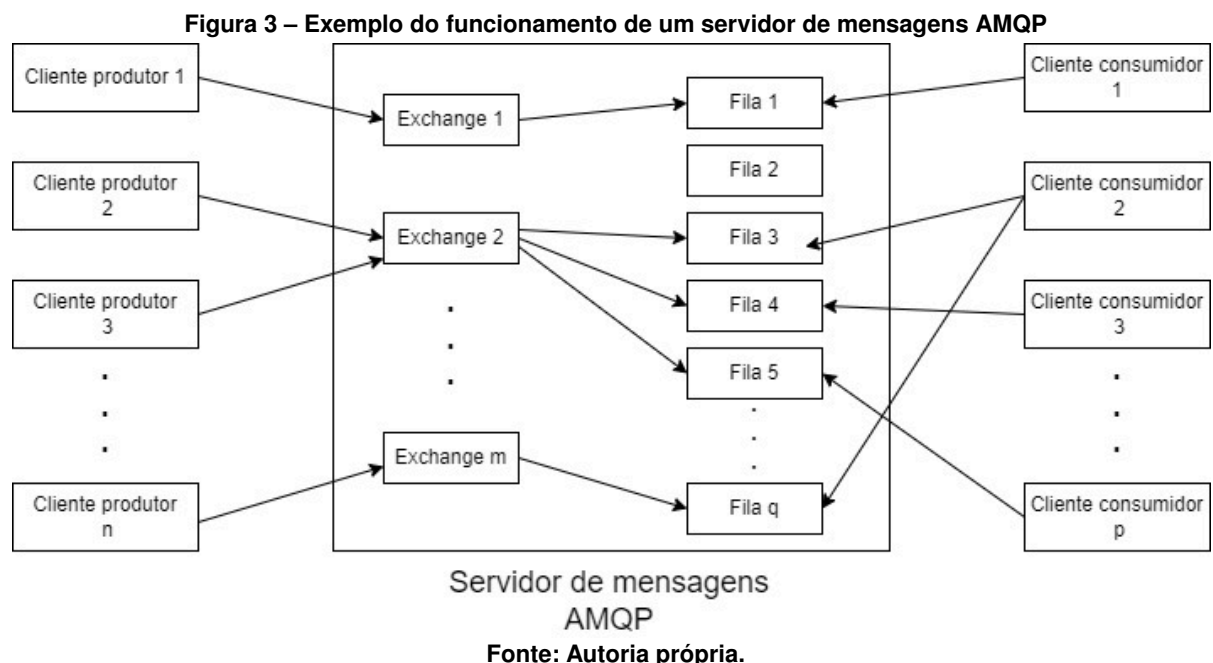 Figura 3 – Exemplo do funcionamento de um servidor de mensagens AMQP
Cliente produtor 1
Cliente produtor
2
Cliente produtor
3
Cliente produtor
n
Exchange 1
Exchange 2
Exchange m
Fila 1
Fila 2
Fila 3
Fila 4
Fila 5
Fila q
Cliente consumidor
1
Cliente consumidor
2
Cliente consumidor
3
Cliente consumidor
p
Servidor de mensagens
AMQP
Fonte: Autoria própria.